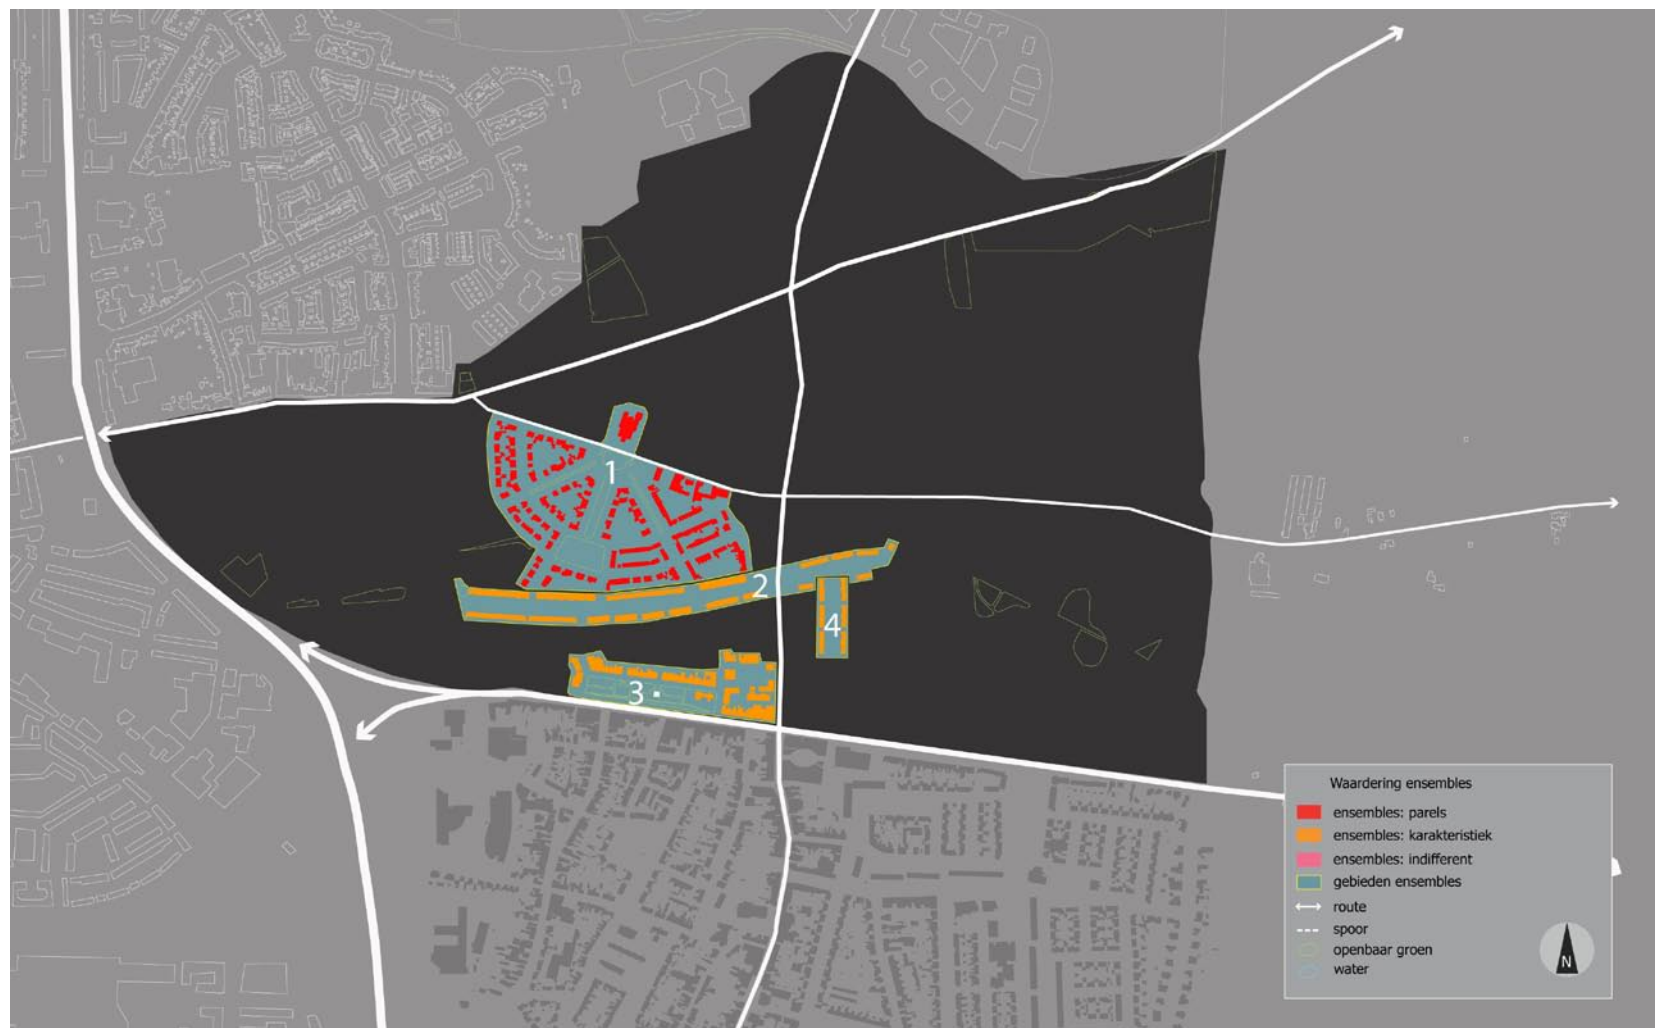 1
2
4
3
Waardering ensembles
ensembles: parels
ensembles: karakteristiek
ensembles: indifferent
gebieden ensembles
route
spoor
openbaar groen
water
N